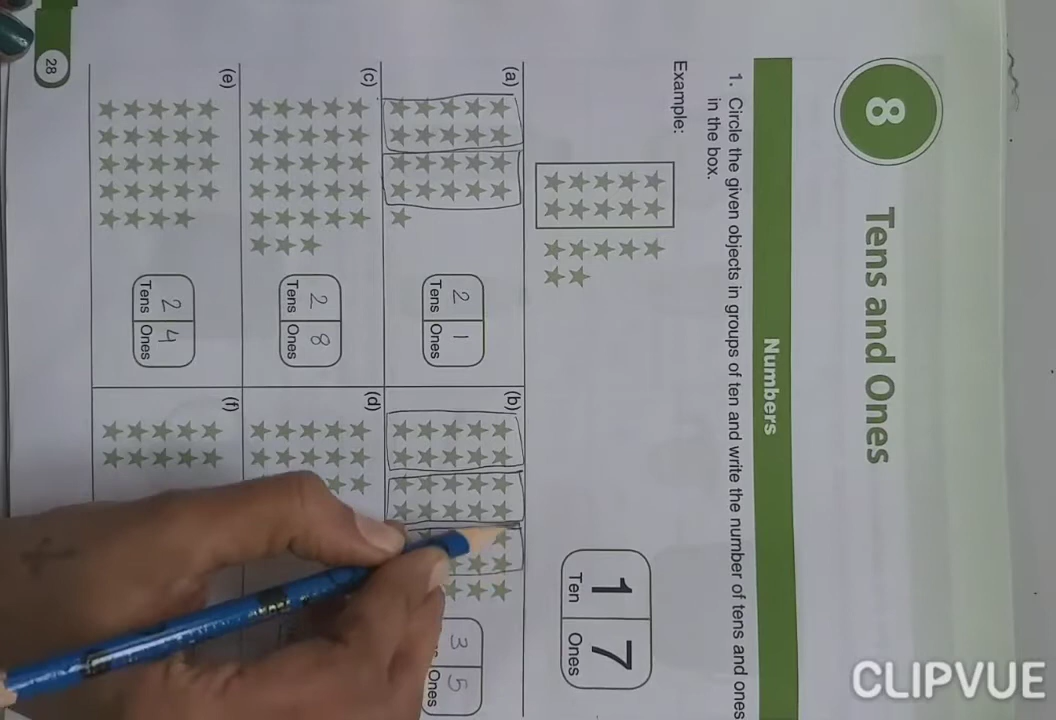 8
Tens and Ones
Numbers
1. Circle the given objects in groups of ten and write the number of tens and ones
in the box.
Example:
1 7
Ten Ones
(a)
2 1
Tens Ones
(b)
3 5
Ones
(c)
2 8
Tens Ones
(d)
(e)
2 4
Tens Ones
(f)
28
CLIPVUE